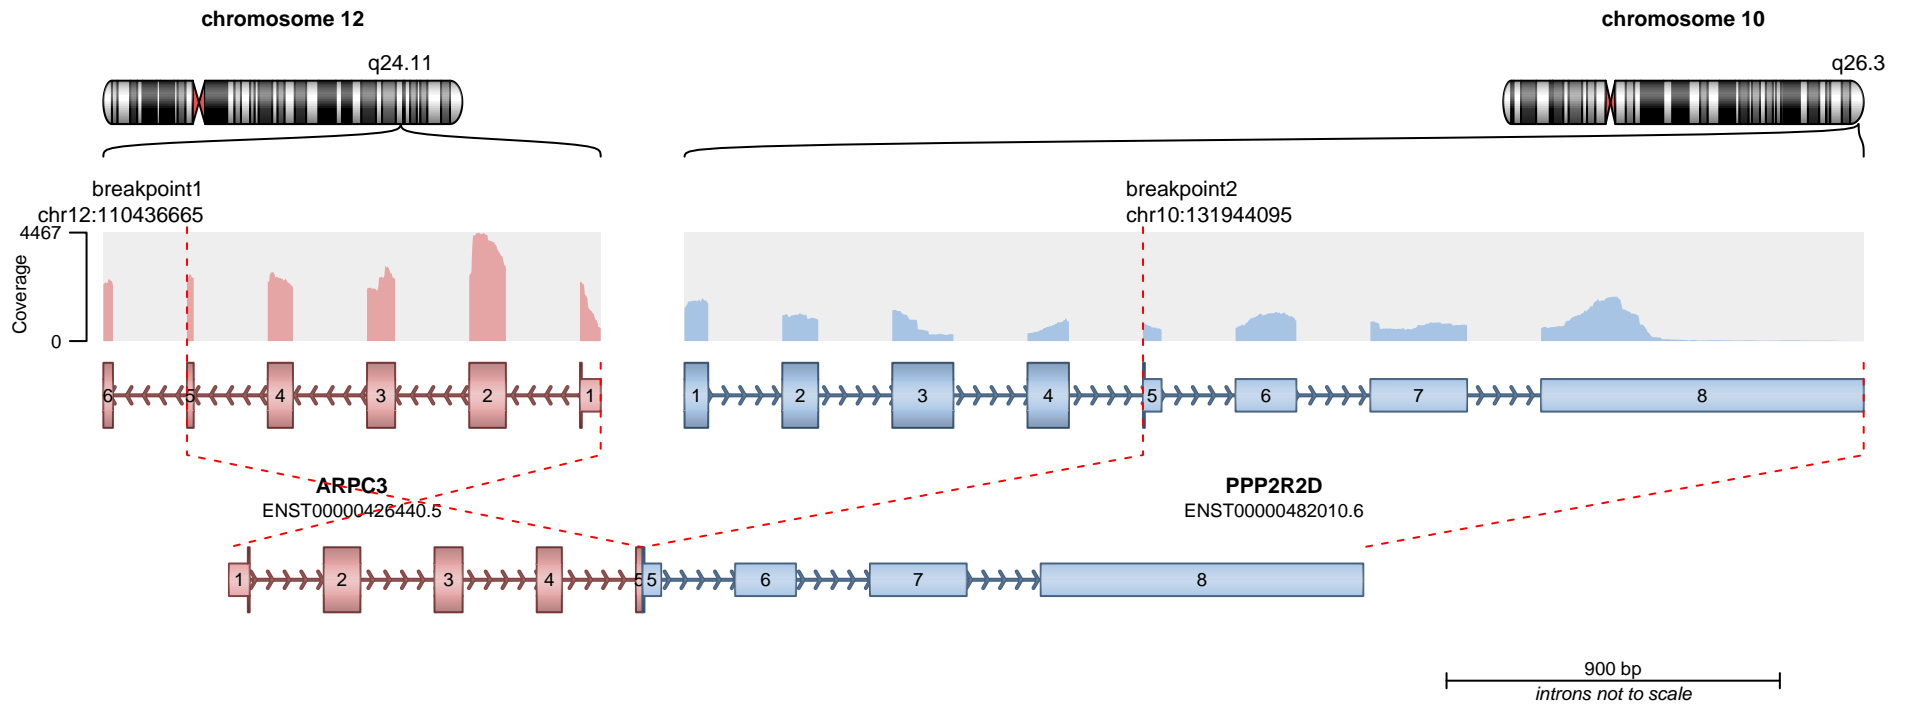 chromosome 12
chromosome 10
q24.11
q26.3
breakpoint1
chr12:110436665
breakpoint2
chr10:131944095
4467
Coverage
0
6 5 4 3 2 1
1 2 3 4 5 6 7 8
ARPC3
ENST00000426440.5
PPP2R2D
ENST00000482010.6
1 2 3 4 5 5 6 7 8
900 bp
introns not to scale